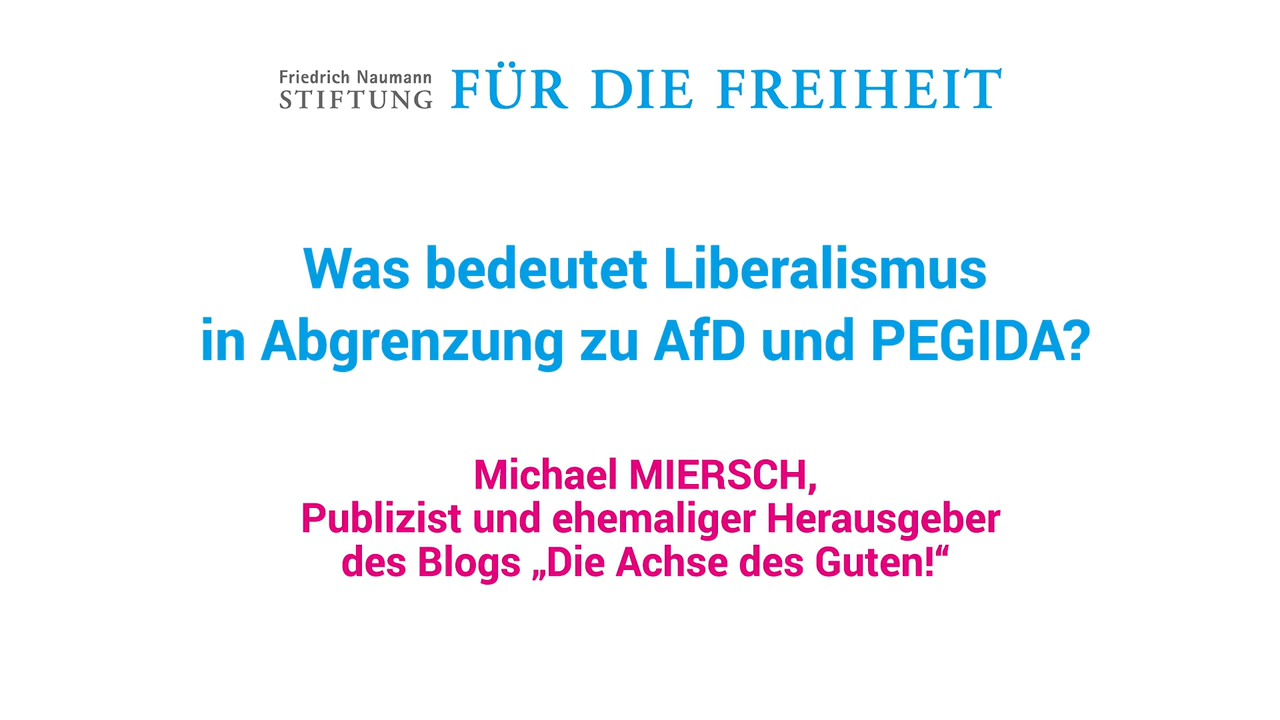 Friedrich Naumann
STIFTUNG FÜR DIE FREIHEIT
Was bedeutet Liberalismus
in Abgrenzung zu AfD und PEGIDA?
Michael MIERSCH,
Publizist und ehemaliger Herausgeber
des Blogs „Die Achse des Guten!“